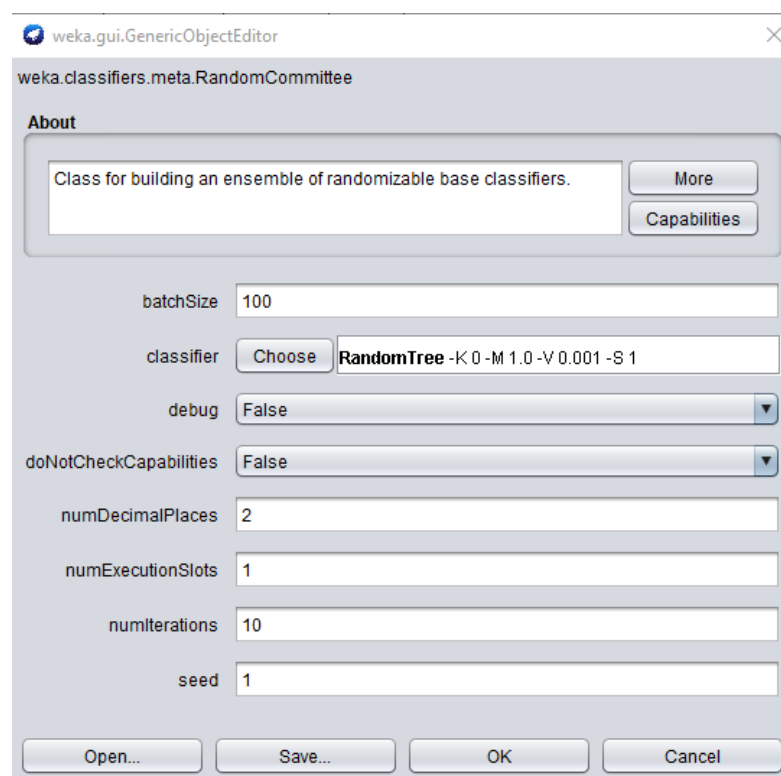 weka.gui.GenericObjectEditor
weka.classifiers.meta.RandomCommittee
About
Class for building an ensemble of randomizable base classifiers.
More
Capabilities
batchSize 100
classifier Choose RandomTree -K 0 -M 1.0 -V 0.001 -S 1
debug False
doNotCheckCapabilities False
numDecimalPlaces 2
numExecutionSlots 1
numIterations 10
seed 1
Open... Save... OK Cancel